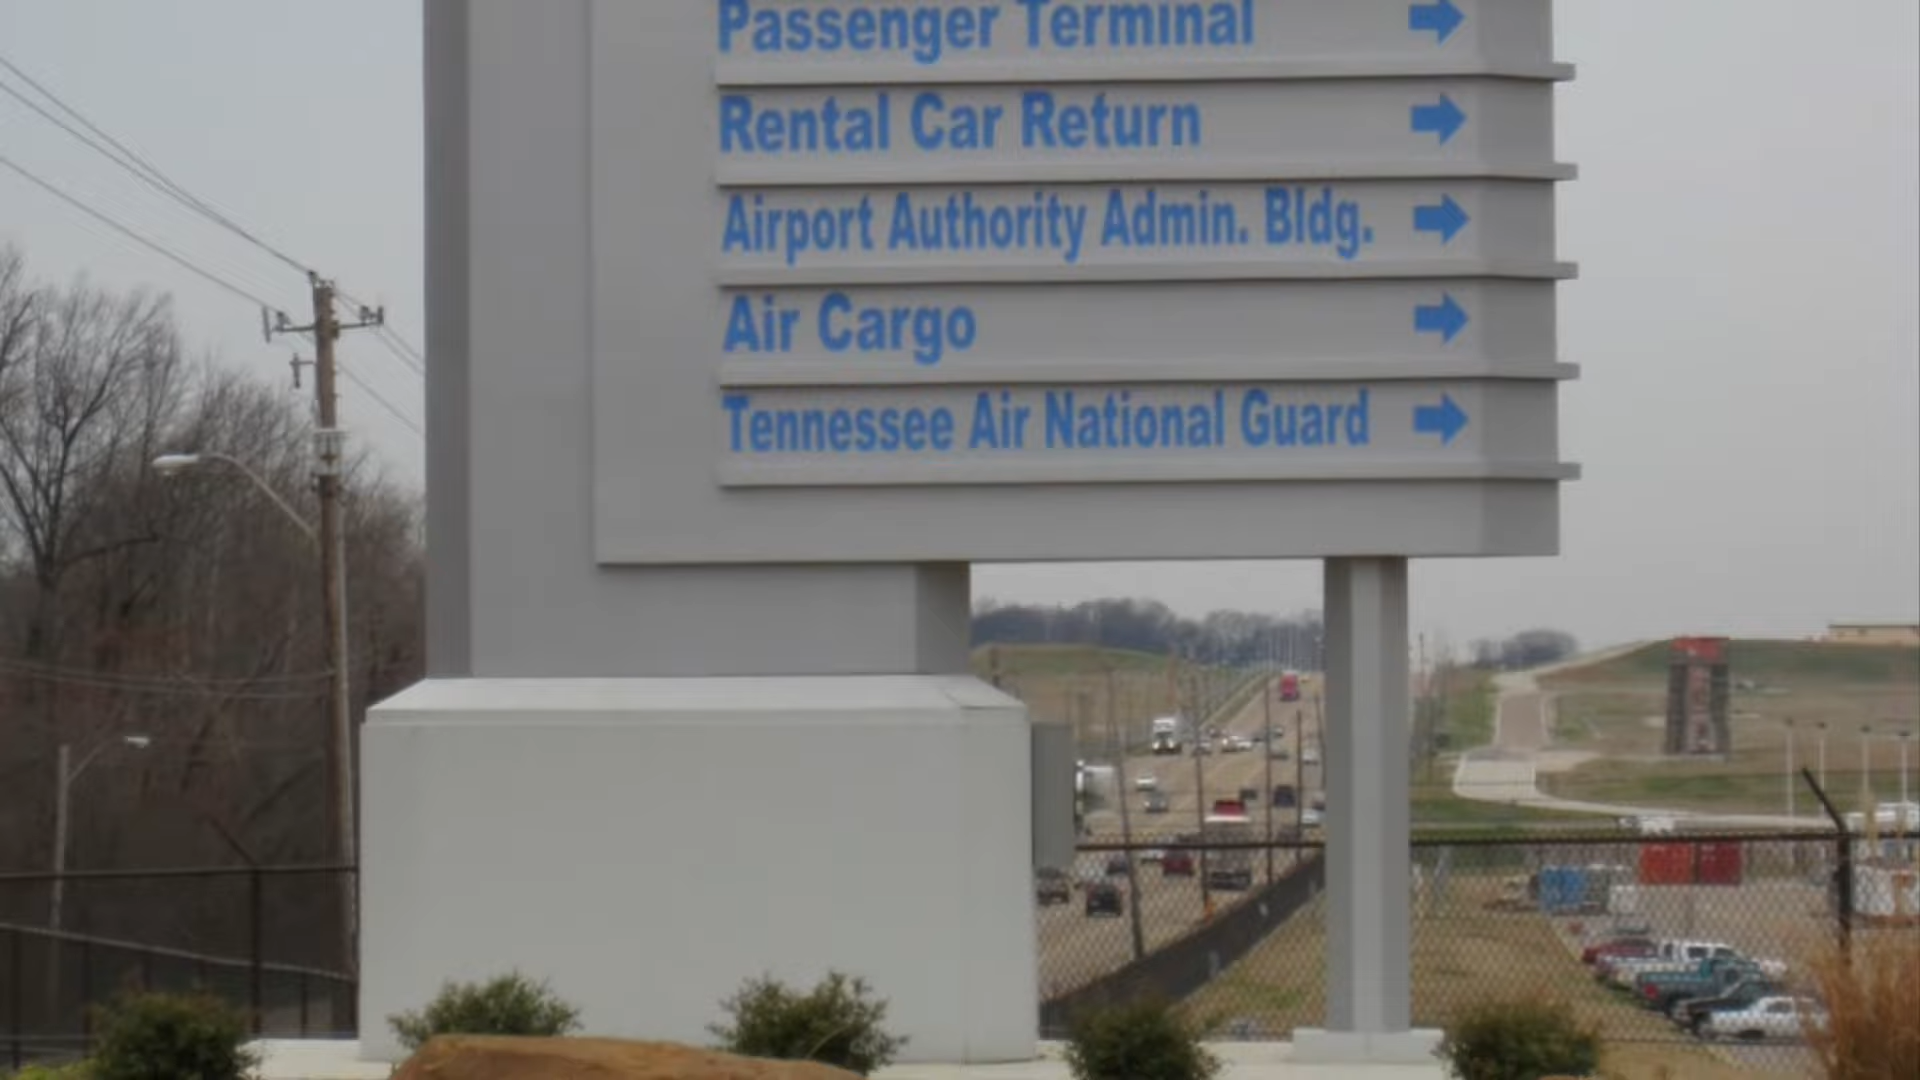 Passenger Terminal
Rental Car Return
Airport Authority Admin. Bldg.
Air Cargo
Tennessee Air National Guard